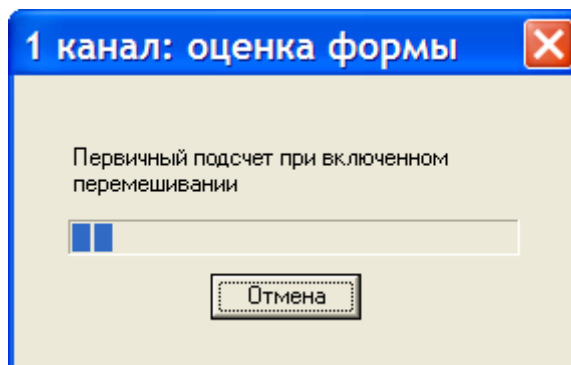 1 канал: оценка формы
Первичный подсчет при включенном
перемешивании
Отмена